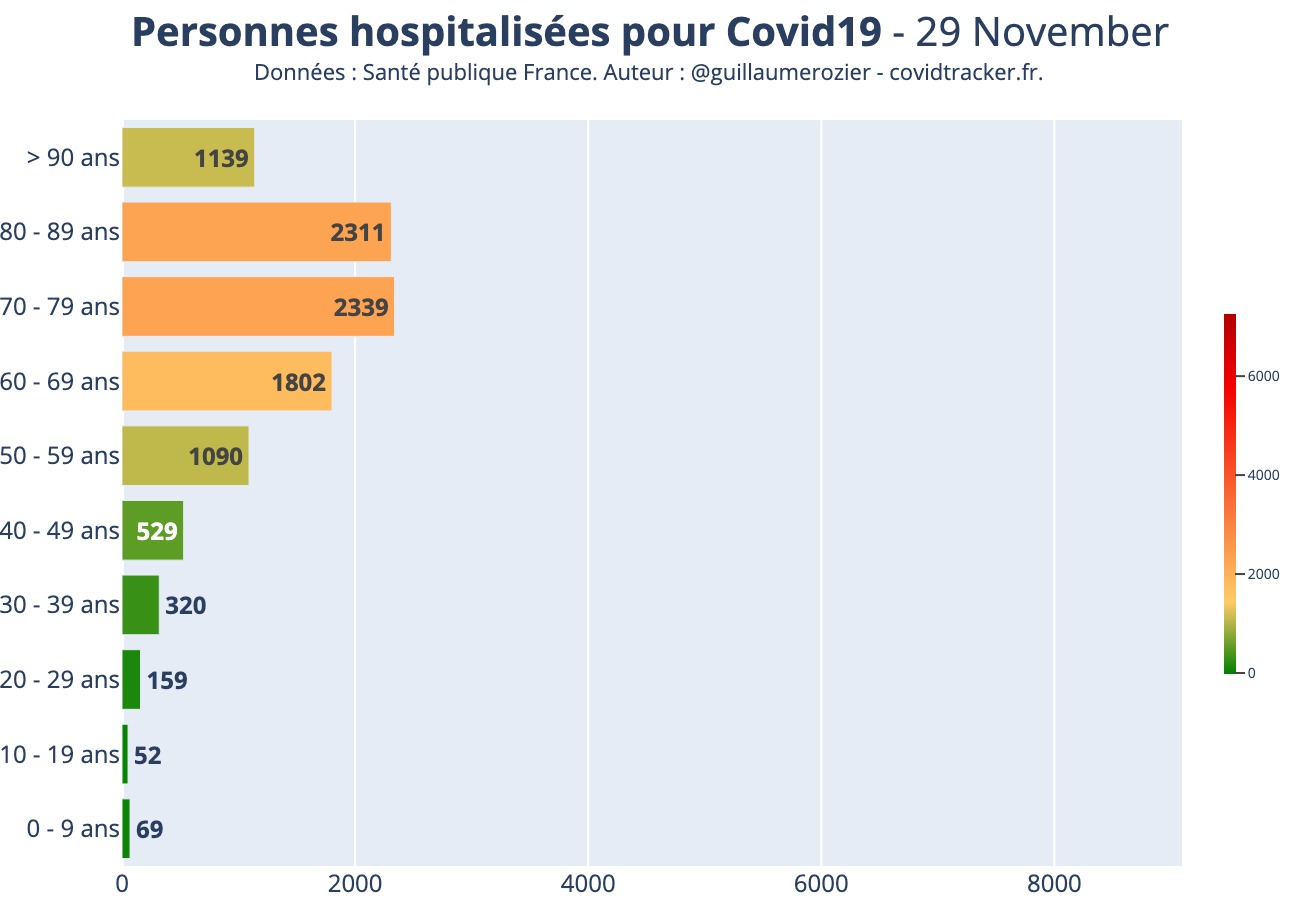 Personnes hospitalisées pour Covid19 - 29 November
Données : Santé publique France. Auteur : @guillaumerozier - covidtracker.fr.
> 90 ans 1139
80 - 89 ans 2311
70 - 79 ans 2339
60 - 69 ans 1802
50 - 59 ans 1090
40 - 49 ans 529
30 - 39 ans 320
20 - 29 ans 159
10 - 19 ans 52
0 - 9 ans 69
0 2000 4000 6000 8000
6000
4000
2000
0